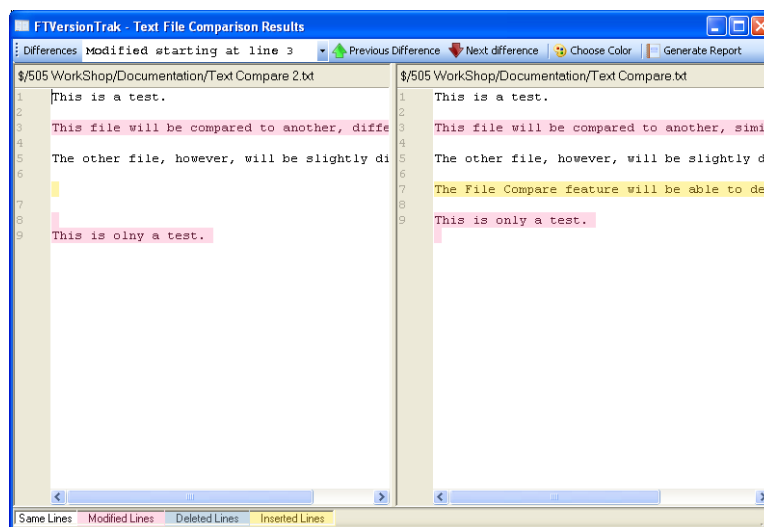 FTVersionTrak - Text File Comparison Results
Differences Modified starting at line 3 Previous Difference Next difference Choose Color Generate Report
$/505 WorkShop/Documentation/Text Compare 2.txt
1 This is a test.
2
3 This file will be compared to another, diffe
4
5 The other file, however, will be slightly di
6
7
8
9 This is olny a test.
$/505 WorkShop/Documentation/Text Compare.txt
1 This is a test.
2
3 This file will be compared to another, simi
4
5 The other file, however, will be slightly d
6
7 The File Compare feature will be able to de
8
9 This is only a test.
Same Lines Modified Lines Deleted Lines Inserted Lines